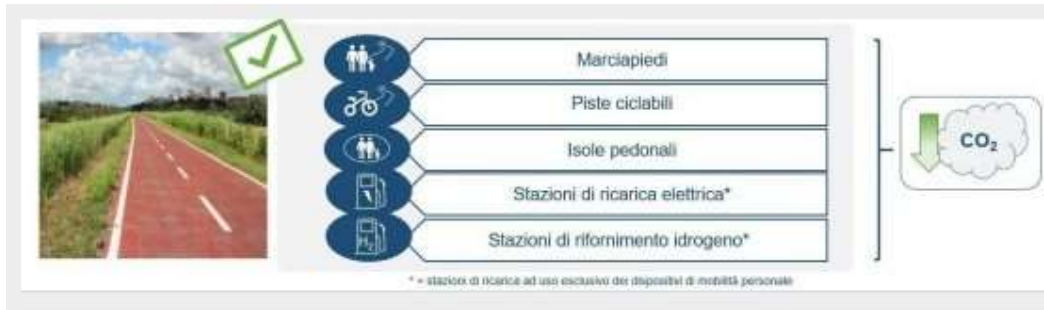 Marciapiedi
Piste ciclabili
Isole pedonali
Stazioni di ricarica elettrica*
H2
Stazioni di rifornimento idrogeno*
CO₂
* = stazioni di ricarica ad uso esclusivo dei dispositivi di mobilità personale